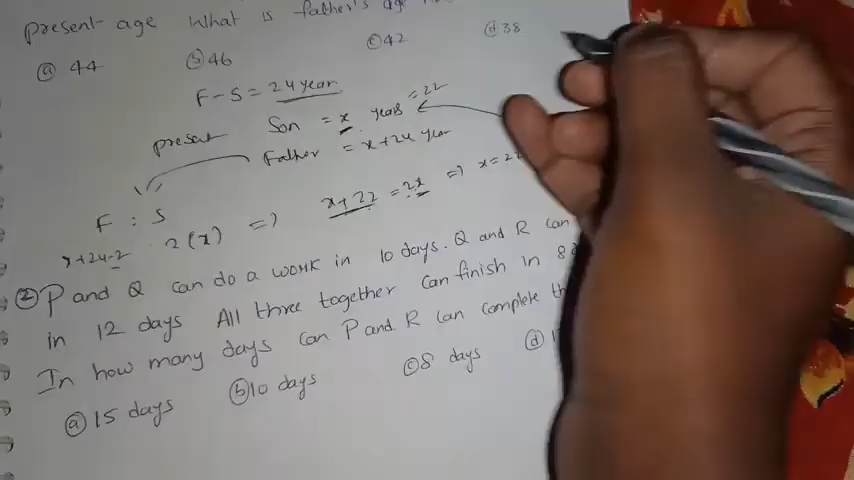 present age What is father's age
ⓐ 44 ⓑ 46 ⓒ 42 ⓓ 38
F - S = 24 year
present Son = x years = 22
Father = x+24 year
F : S
x+24-2 2(x) => x+22 = 2x => x = 22
② P and Q can do a work in 10 days. Q and R can
in 12 days All three together can finish in 8
In how many days can P and R can complete
ⓐ 15 days ⓑ 10 days ⓒ 8 days ⓓ